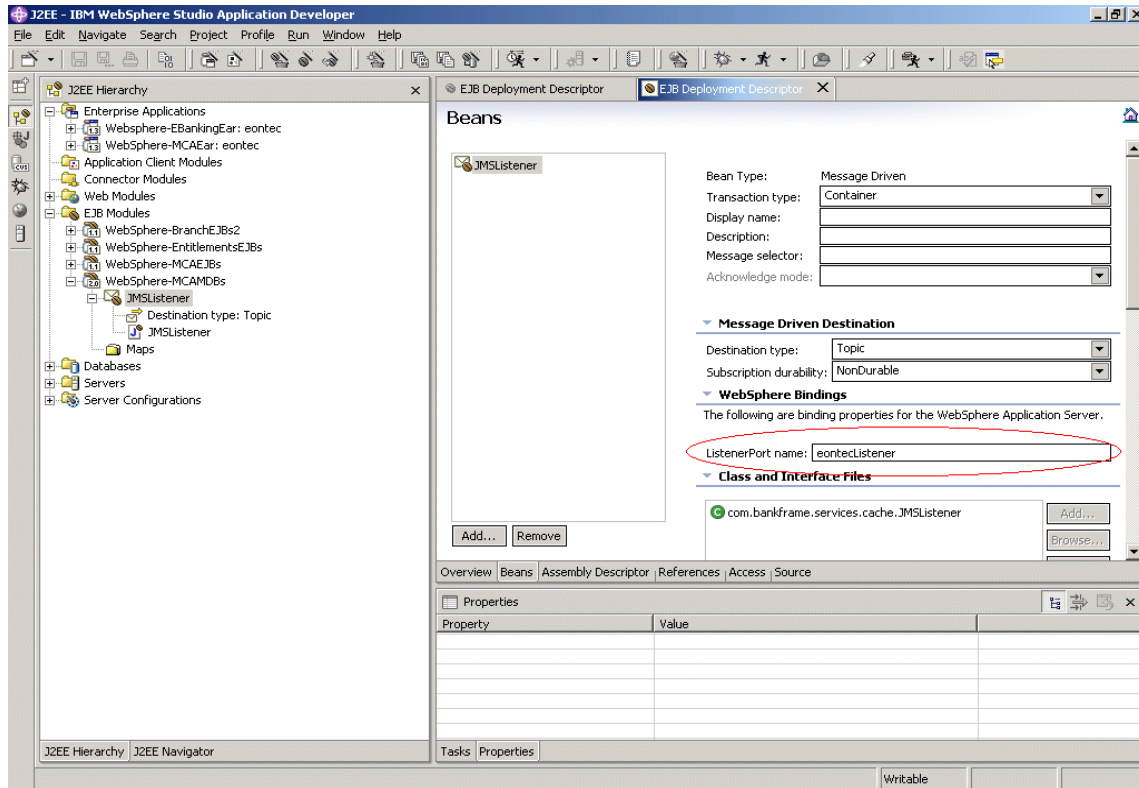 J2EE - IBM WebSphere Studio Application Developer
File Edit Navigate Search Project Profile Run Window Help
J2EE Hierarchy
Enterprise Applications
Websphere-EBankingEar: eontec
WebSphere-MCAEar: eontec
Application Client Modules
Connector Modules
Web Modules
EJB Modules
WebSphere-BranchEJBs2
WebSphere-EntitlementsEJBs
WebSphere-MCAEJBs
WebSphere-MCAMDBs
JMSListener
Destination type: Topic
JMSListener
Maps
Databases
Servers
Server Configurations
J2EE Hierarchy J2EE Navigator
EJB Deployment Descriptor EJB Deployment Descriptor
Beans
JMSListener
Add... Remove
Bean Type: Message Driven
Transaction type: Container
Display name:
Description:
Message selector:
Acknowledge mode:
Message Driven Destination
Destination type: Topic
Subscription durability: NonDurable
WebSphere Bindings
The following are binding properties for the WebSphere Application Server.
ListenerPort name: eontecListener
Class and Interface Files
com.bankframe.services.cache.JMSListener
Add...
Browse...
Overview Beans Assembly Descriptor References Access Source
Properties
Property Value
Tasks Properties
Writable